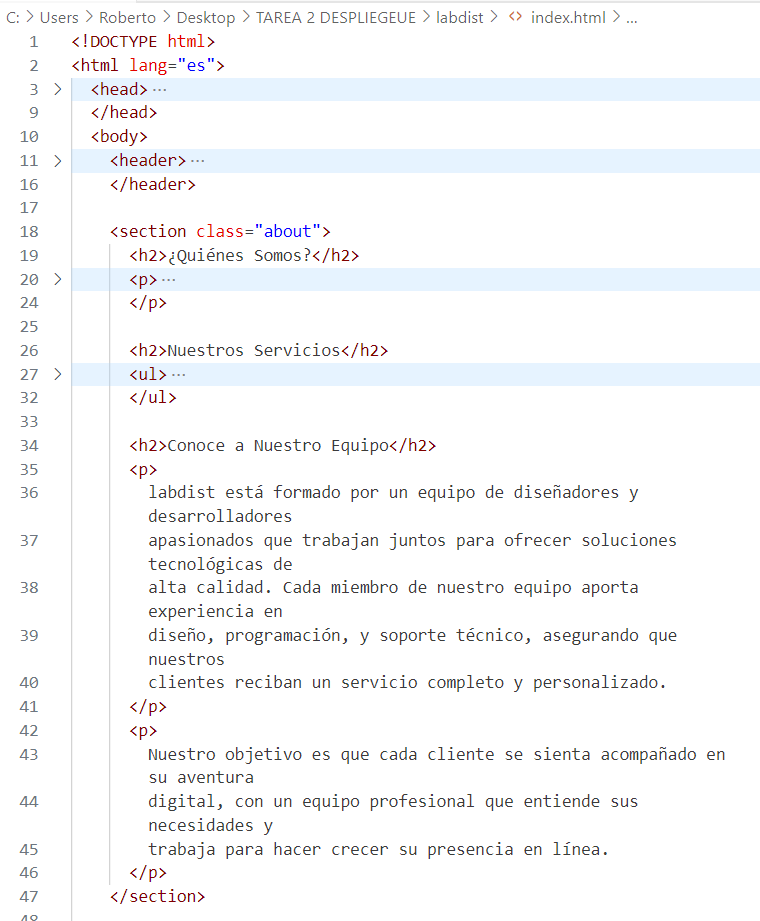 C: > Users > Roberto > Desktop > TAREA 2 DESPLIEGEUE > labdist > <> index.html > ...
1 <!DOCTYPE html>
2 <html lang="es">
3 > <head> ···
9 </head>
10 <body>
11 > <header> ···
16 </header>
17
18 <section class="about">
19 <h2>¿Quiénes Somos?</h2>
20 > <p> ···
24 </p>
25
26 <h2>Nuestros Servicios</h2>
27 > <ul> ···
32 </ul>
33
34 <h2>Conoce a Nuestro Equipo</h2>
35 <p>
36 labdist está formado por un equipo de diseñadores y
desarrolladores
37 apasionados que trabajan juntos para ofrecer soluciones
tecnológicas de
38 alta calidad. Cada miembro de nuestro equipo aporta
experiencia en
39 diseño, programación, y soporte técnico, asegurando que
nuestros
40 clientes reciban un servicio completo y personalizado.
41 </p>
42 <p>
43 Nuestro objetivo es que cada cliente se sienta acompañado en
su aventura
44 digital, con un equipo profesional que entiende sus
necesidades y
45 trabaja para hacer crecer su presencia en línea.
46 </p>
47 </section>
48